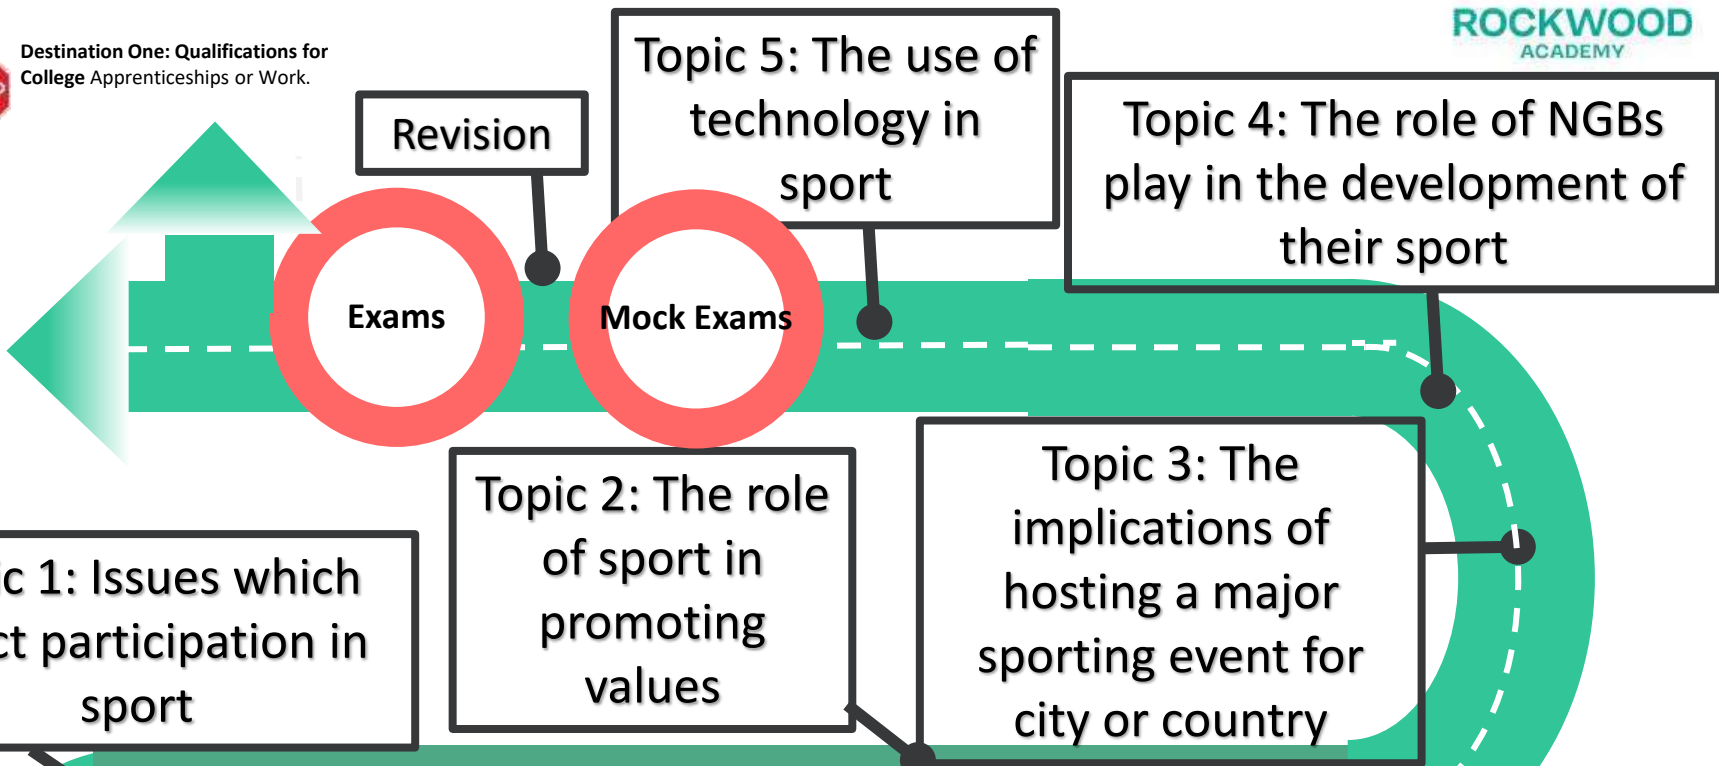 Destination One: Qualifications for
College Apprenticeships or Work.
ROCKWOOD
ACADEMY
Revision
Topic 5: The use of
technology in
sport
Topic 4: The role of NGBs
play in the development of
their sport
Exams
Mock Exams
Topic 2: The role
of sport in
promoting
values
Topic 3: The
implications of
hosting a major
sporting event for
city or country
1: Issues which
participation in
sport